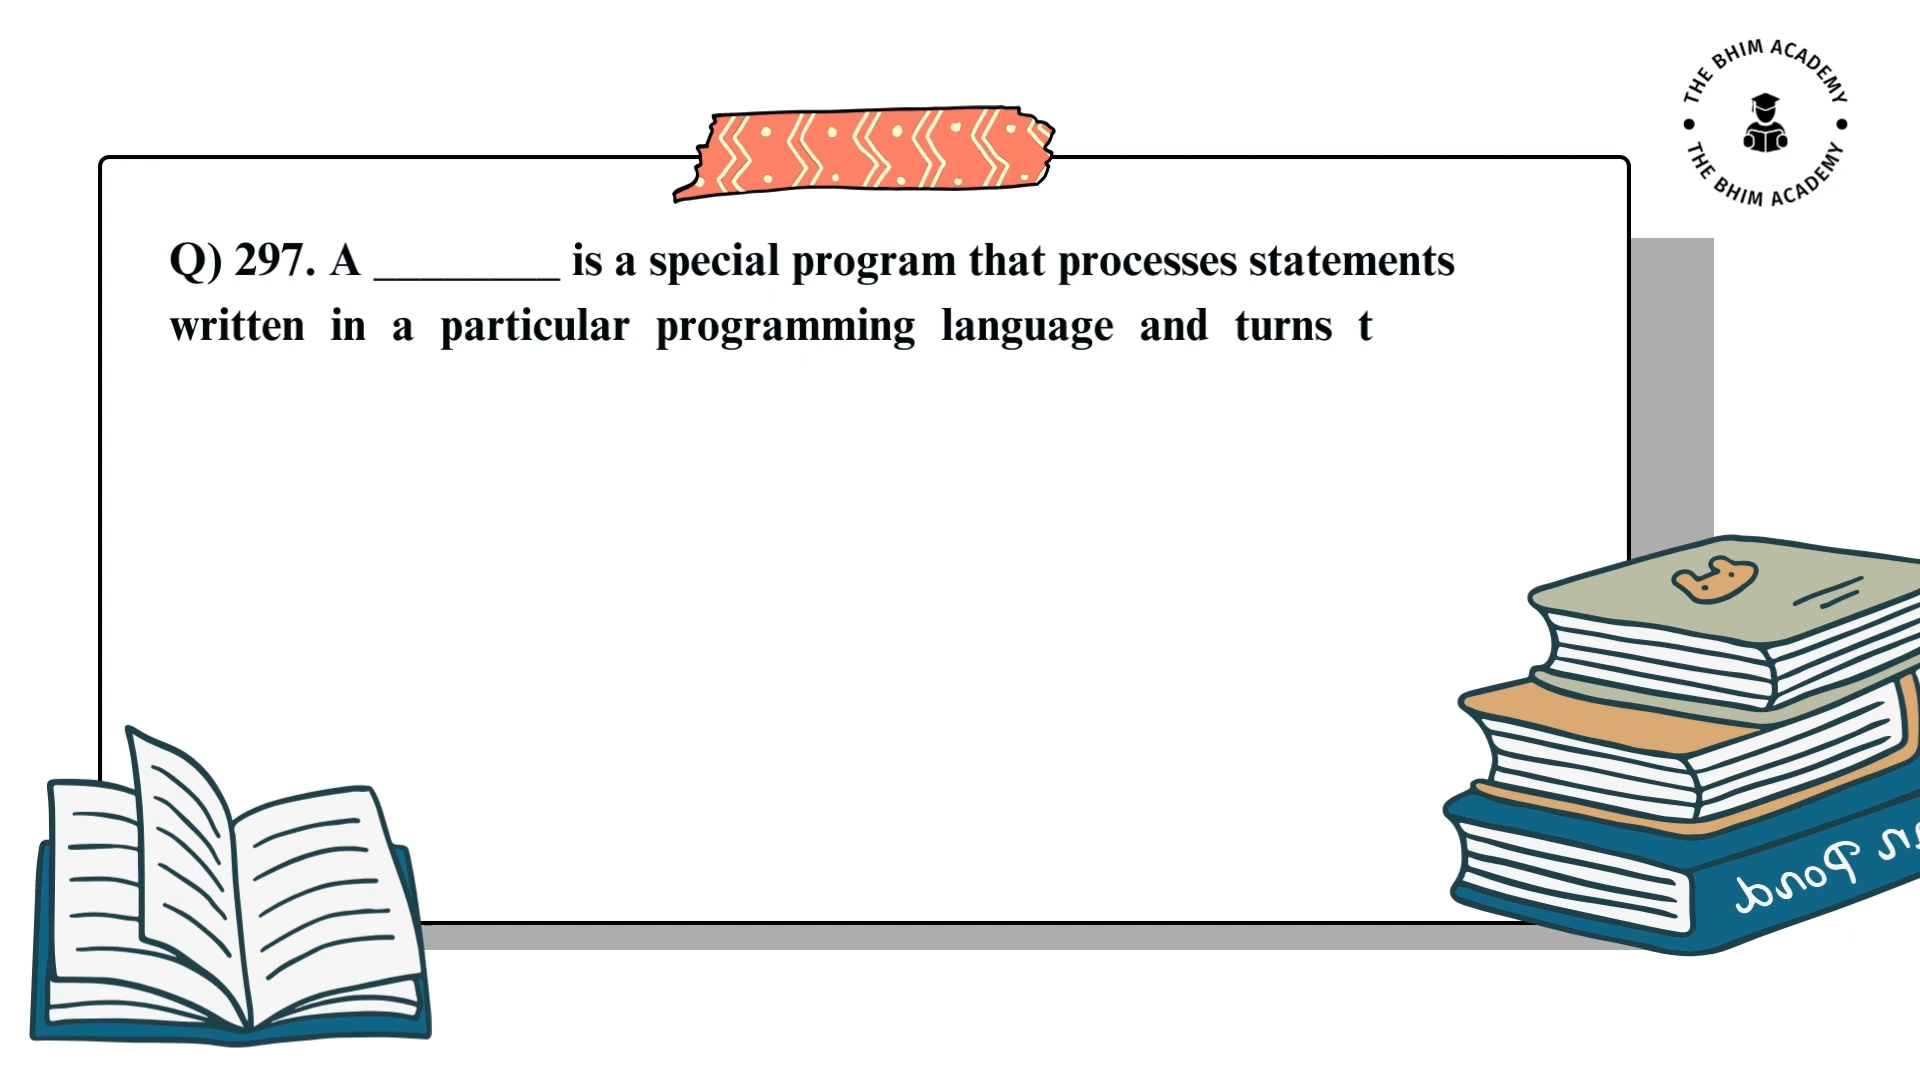 THE BHIM ACADEMY
THE BHIM ACADEMY
Q) 297. A ________ is a special program that processes statements
written in a particular programming language and turns t
Pond